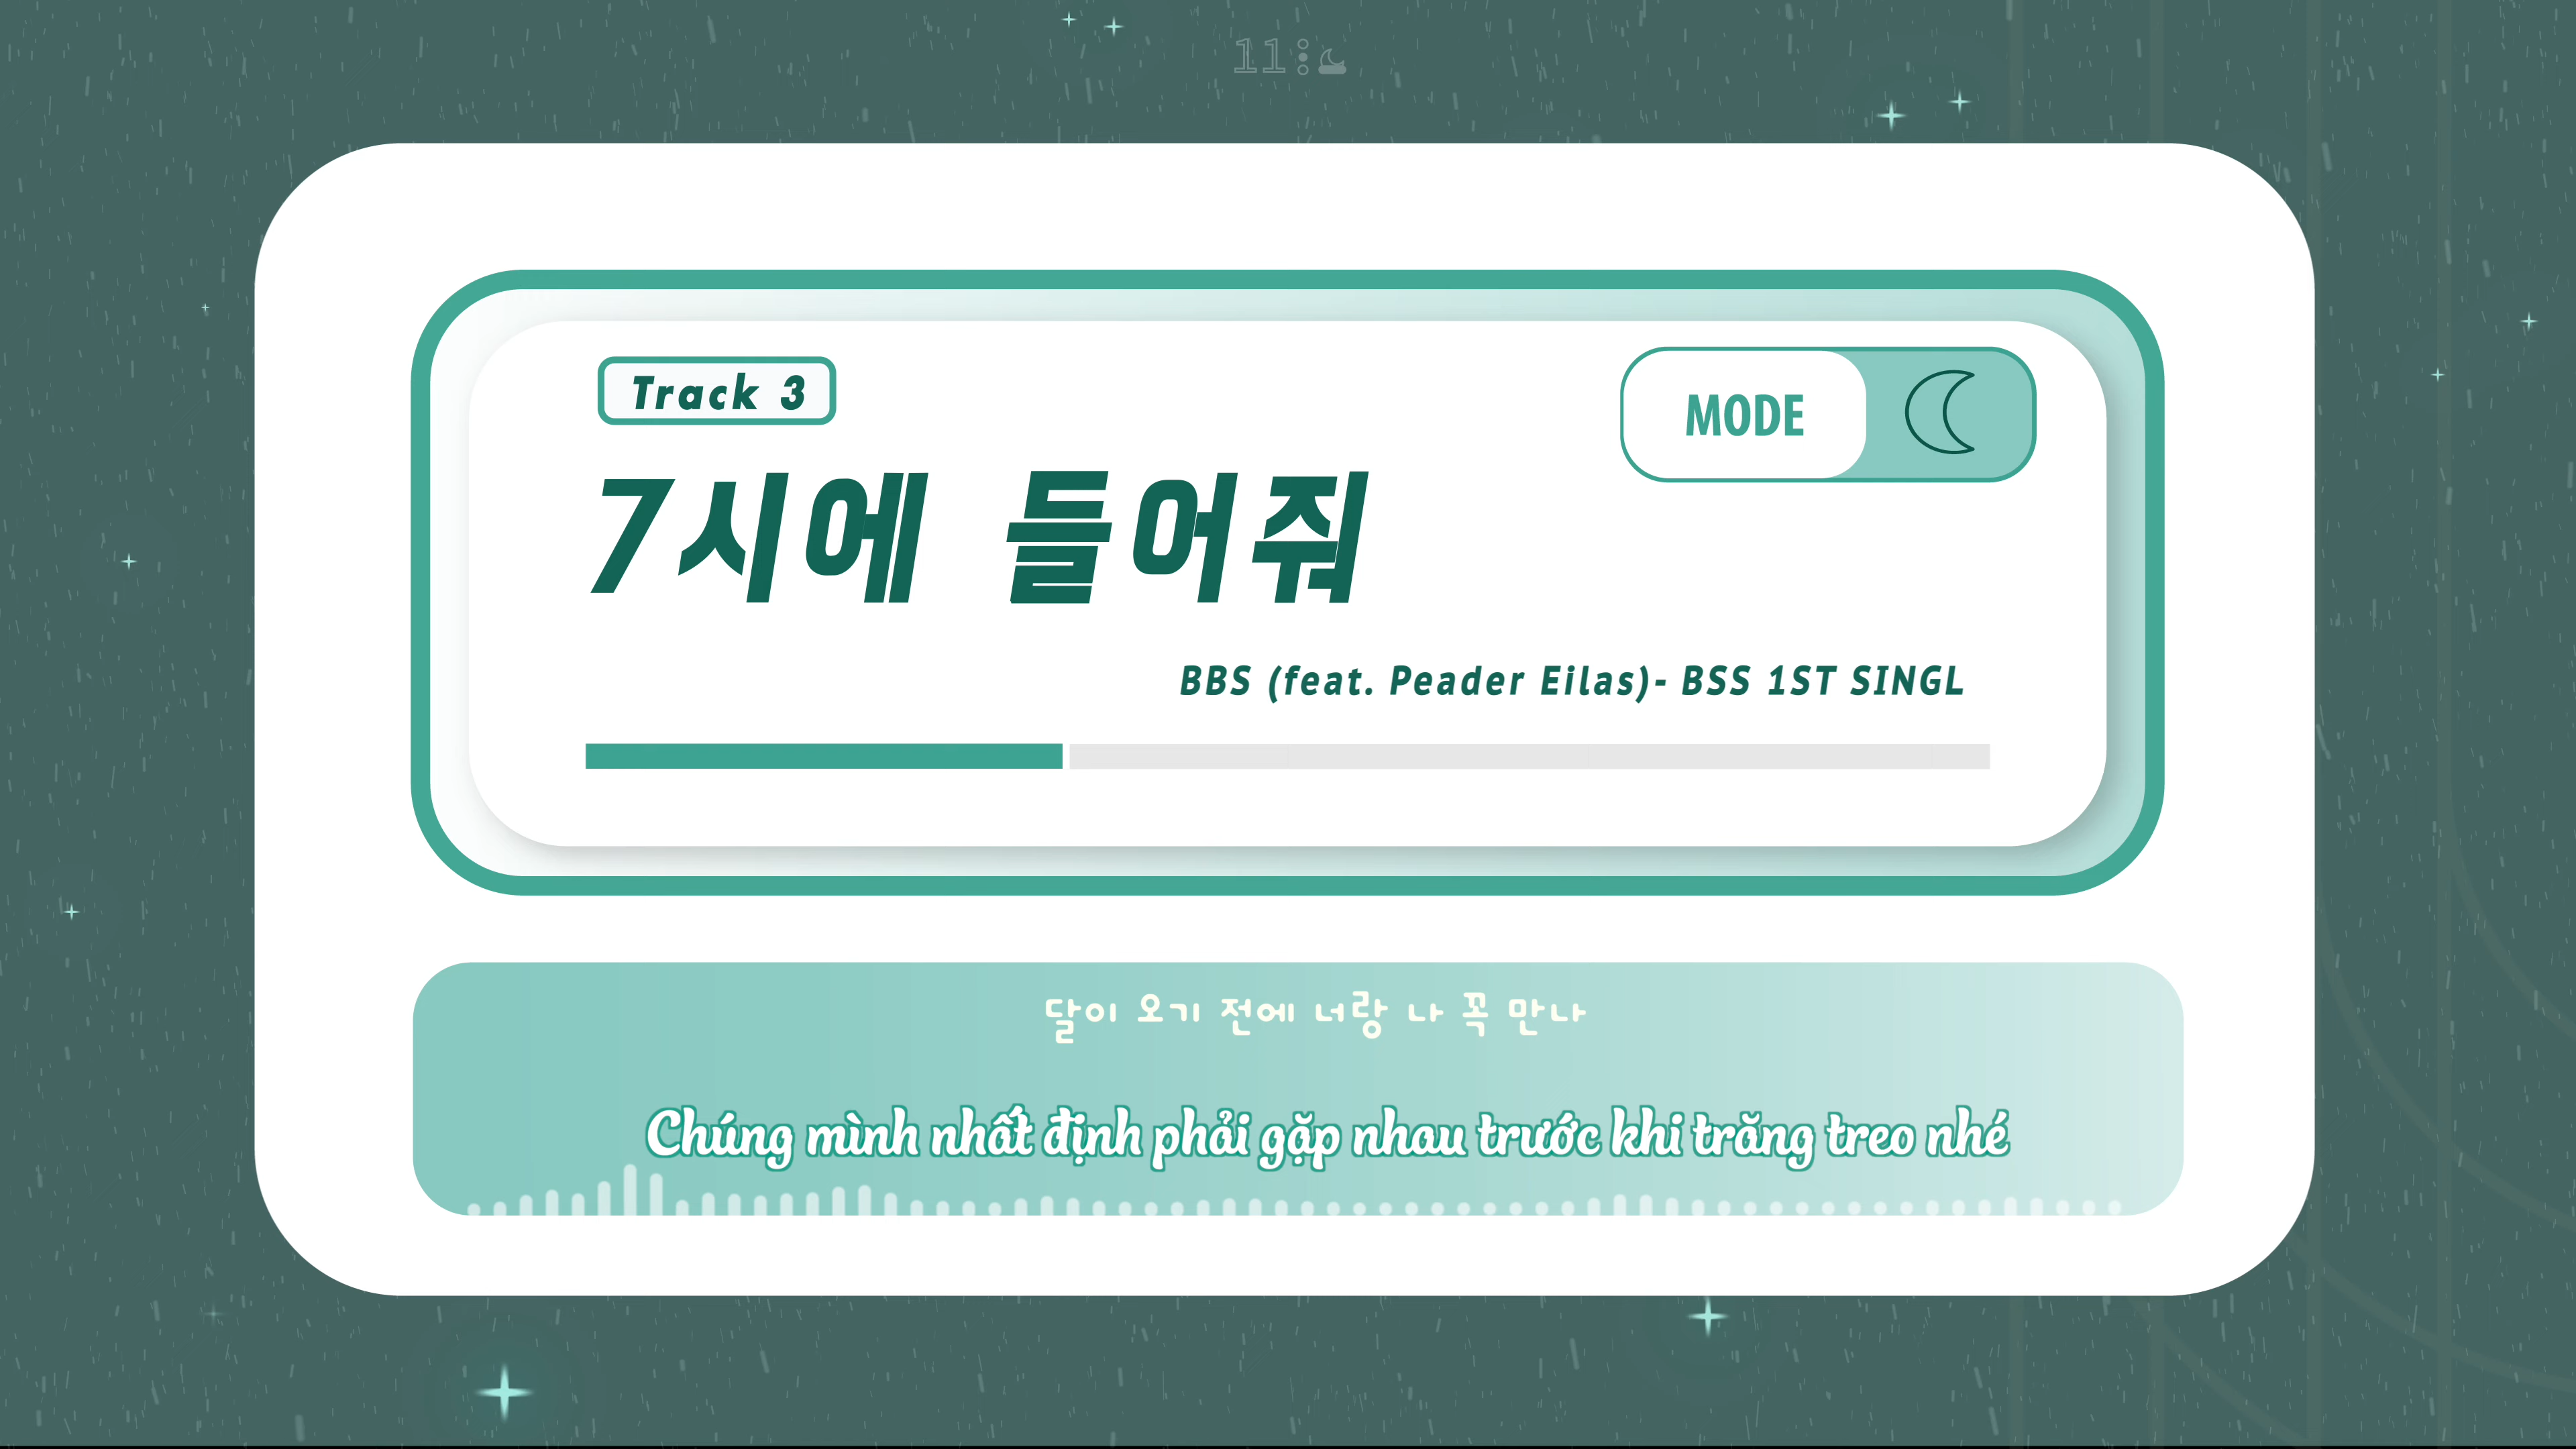 11
Track 3
MODE
7시에 들어줘
BBS (feat. Peader Eilas)- BSS 1ST SINGL
달이 오기 전에 너랑 나 꼭 만나
Chúng mình nhất định phải gặp nhau trước khi trăng treo nhé